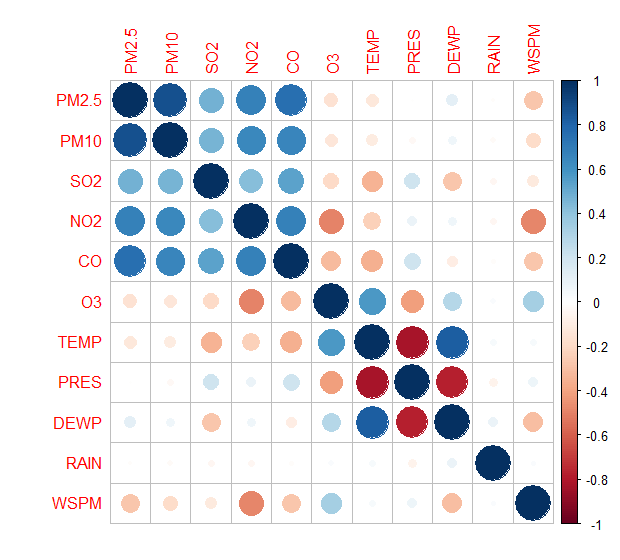 PM2.5 PM10 SO2 NO2 CO O3 TEMP PRES DEWP RAIN WSPM
PM2.5
PM10
SO2
NO2
CO
O3
TEMP
PRES
DEWP
RAIN
WSPM
1
0.8
0.6
0.4
0.2
0
-0.2
-0.4
-0.6
-0.8
-1